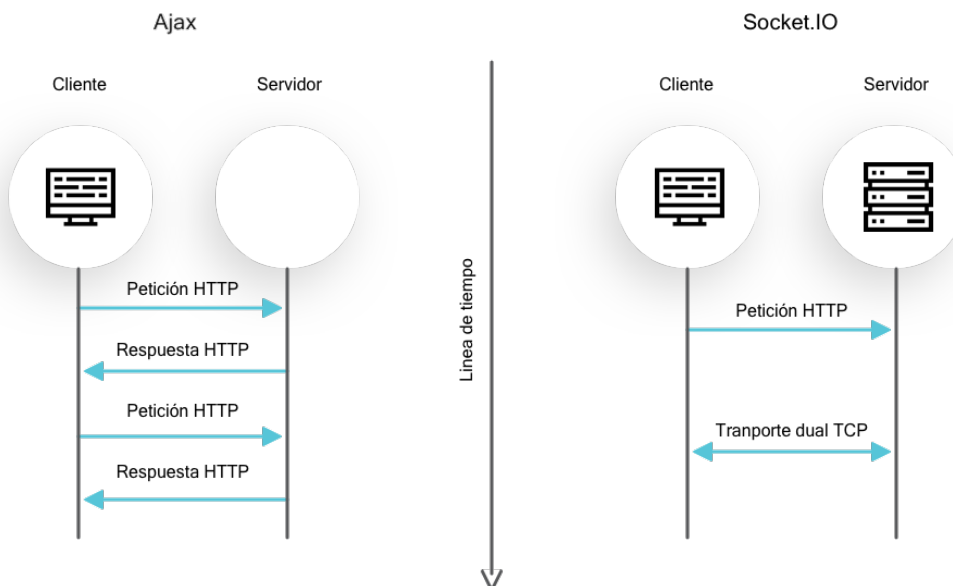 Ajax
Socket.IO
Cliente
Servidor
Cliente
Servidor
Petición HTTP
Respuesta HTTP
Petición HTTP
Respuesta HTTP
Linea de tiempo
Petición HTTP
Tranporte dual TCP